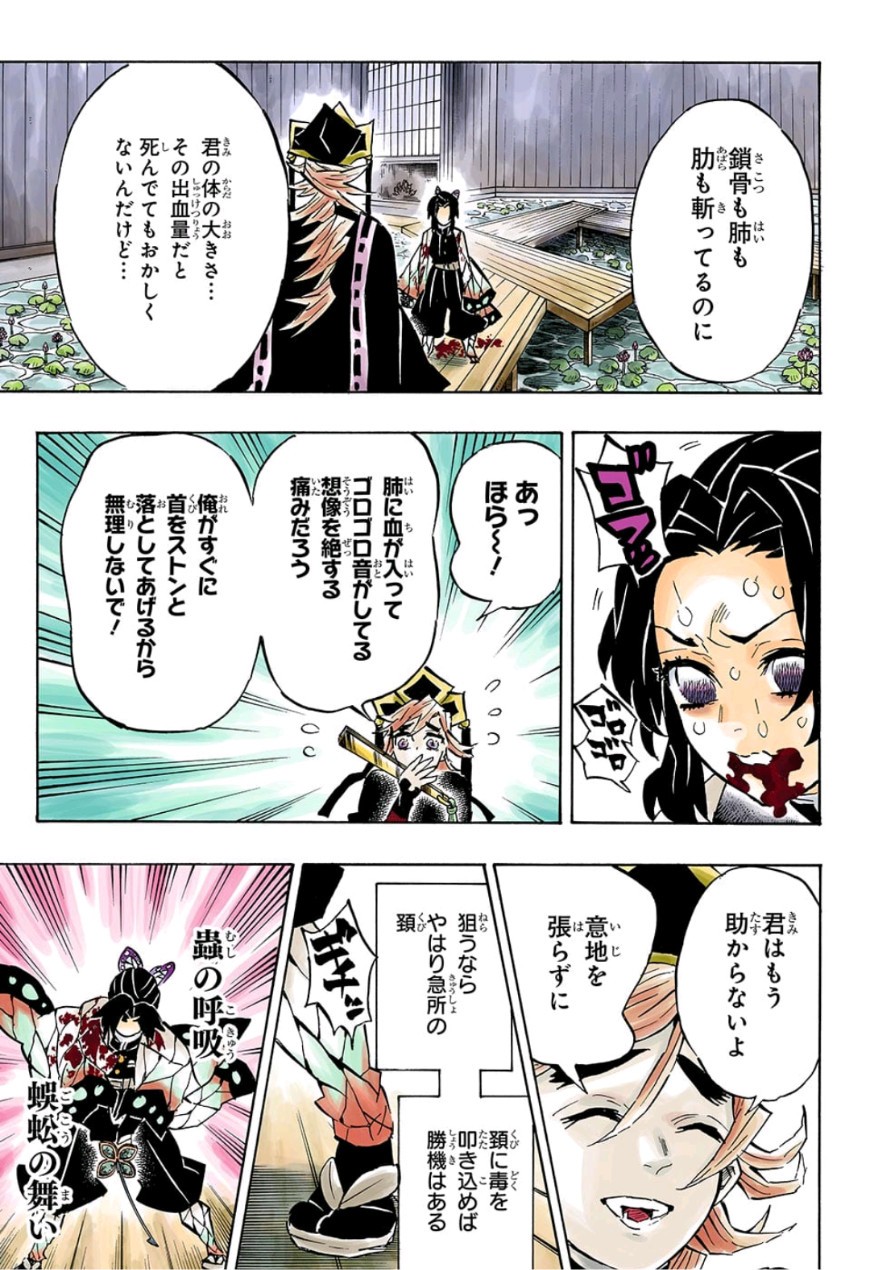 鎖骨も肺も
肋も斬ってるのに
君の体の大きさ…
その出血量だと
死んでてもおかしく
ないんだけど…
ゴフッ
ゴロゴロ
あっ
ほら〜！
肺に血が入って
ゴロゴロ音がしてる
想像を絶する
痛みだろう
俺がすぐに
首をストンと
落としてあげるから
無理しないで！
君はもう
助からないよ
意地を
張らずに
狙うなら
やはり急所の
頚
頚に毒を
叩き込めば
勝機はある
蟲の呼吸
蜈蚣の舞い